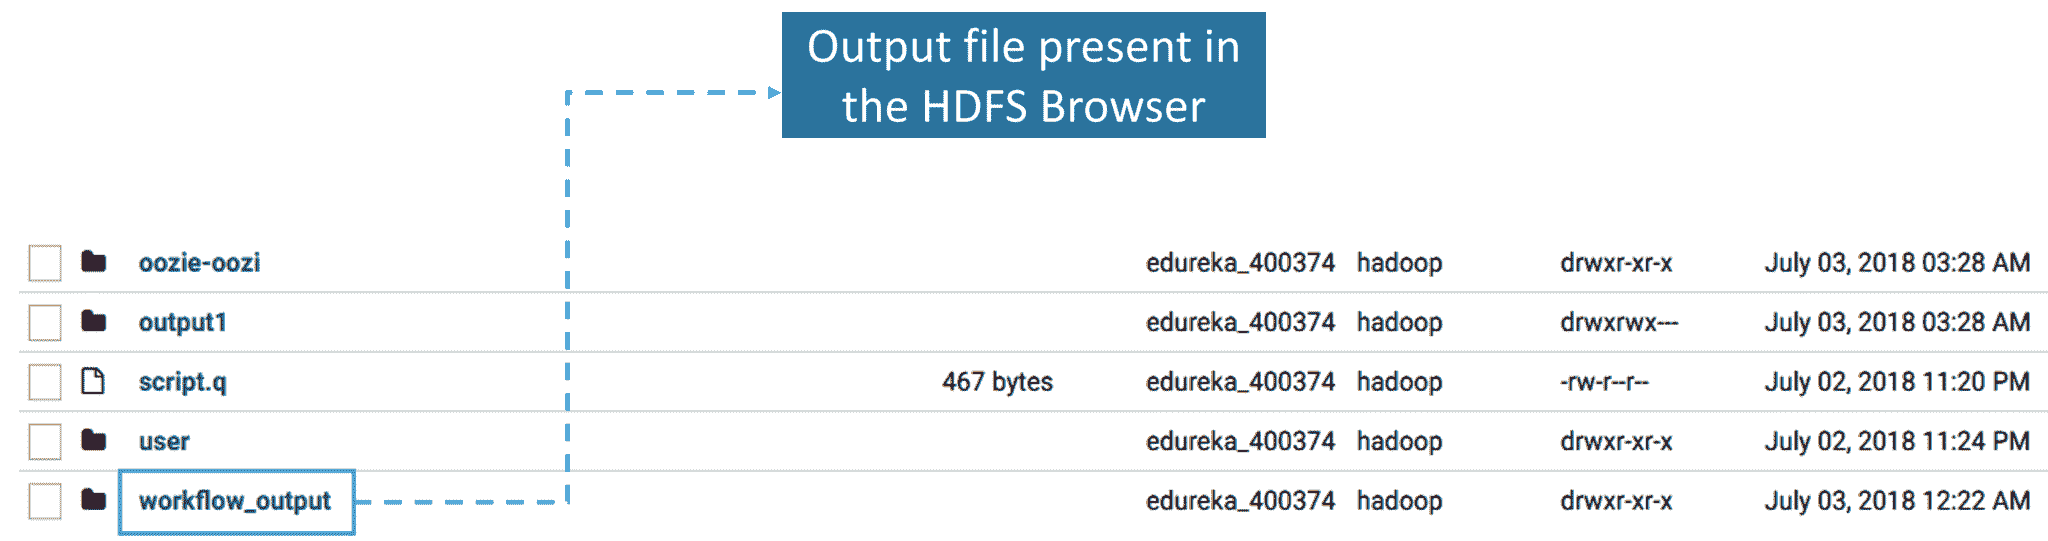 Output file present in
the HDFS Browser
oozie-oozi edureka_400374 hadoop drwxr-xr-x July 03, 2018 03:28 AM
output1 edureka_400374 hadoop drwxrwx--- July 03, 2018 03:28 AM
script.q 467 bytes edureka_400374 hadoop -rw-r--r-- July 02, 2018 11:20 PM
user edureka_400374 hadoop drwxr-xr-x July 02, 2018 11:24 PM
workflow_output edureka_400374 hadoop drwxr-xr-x July 03, 2018 12:22 AM